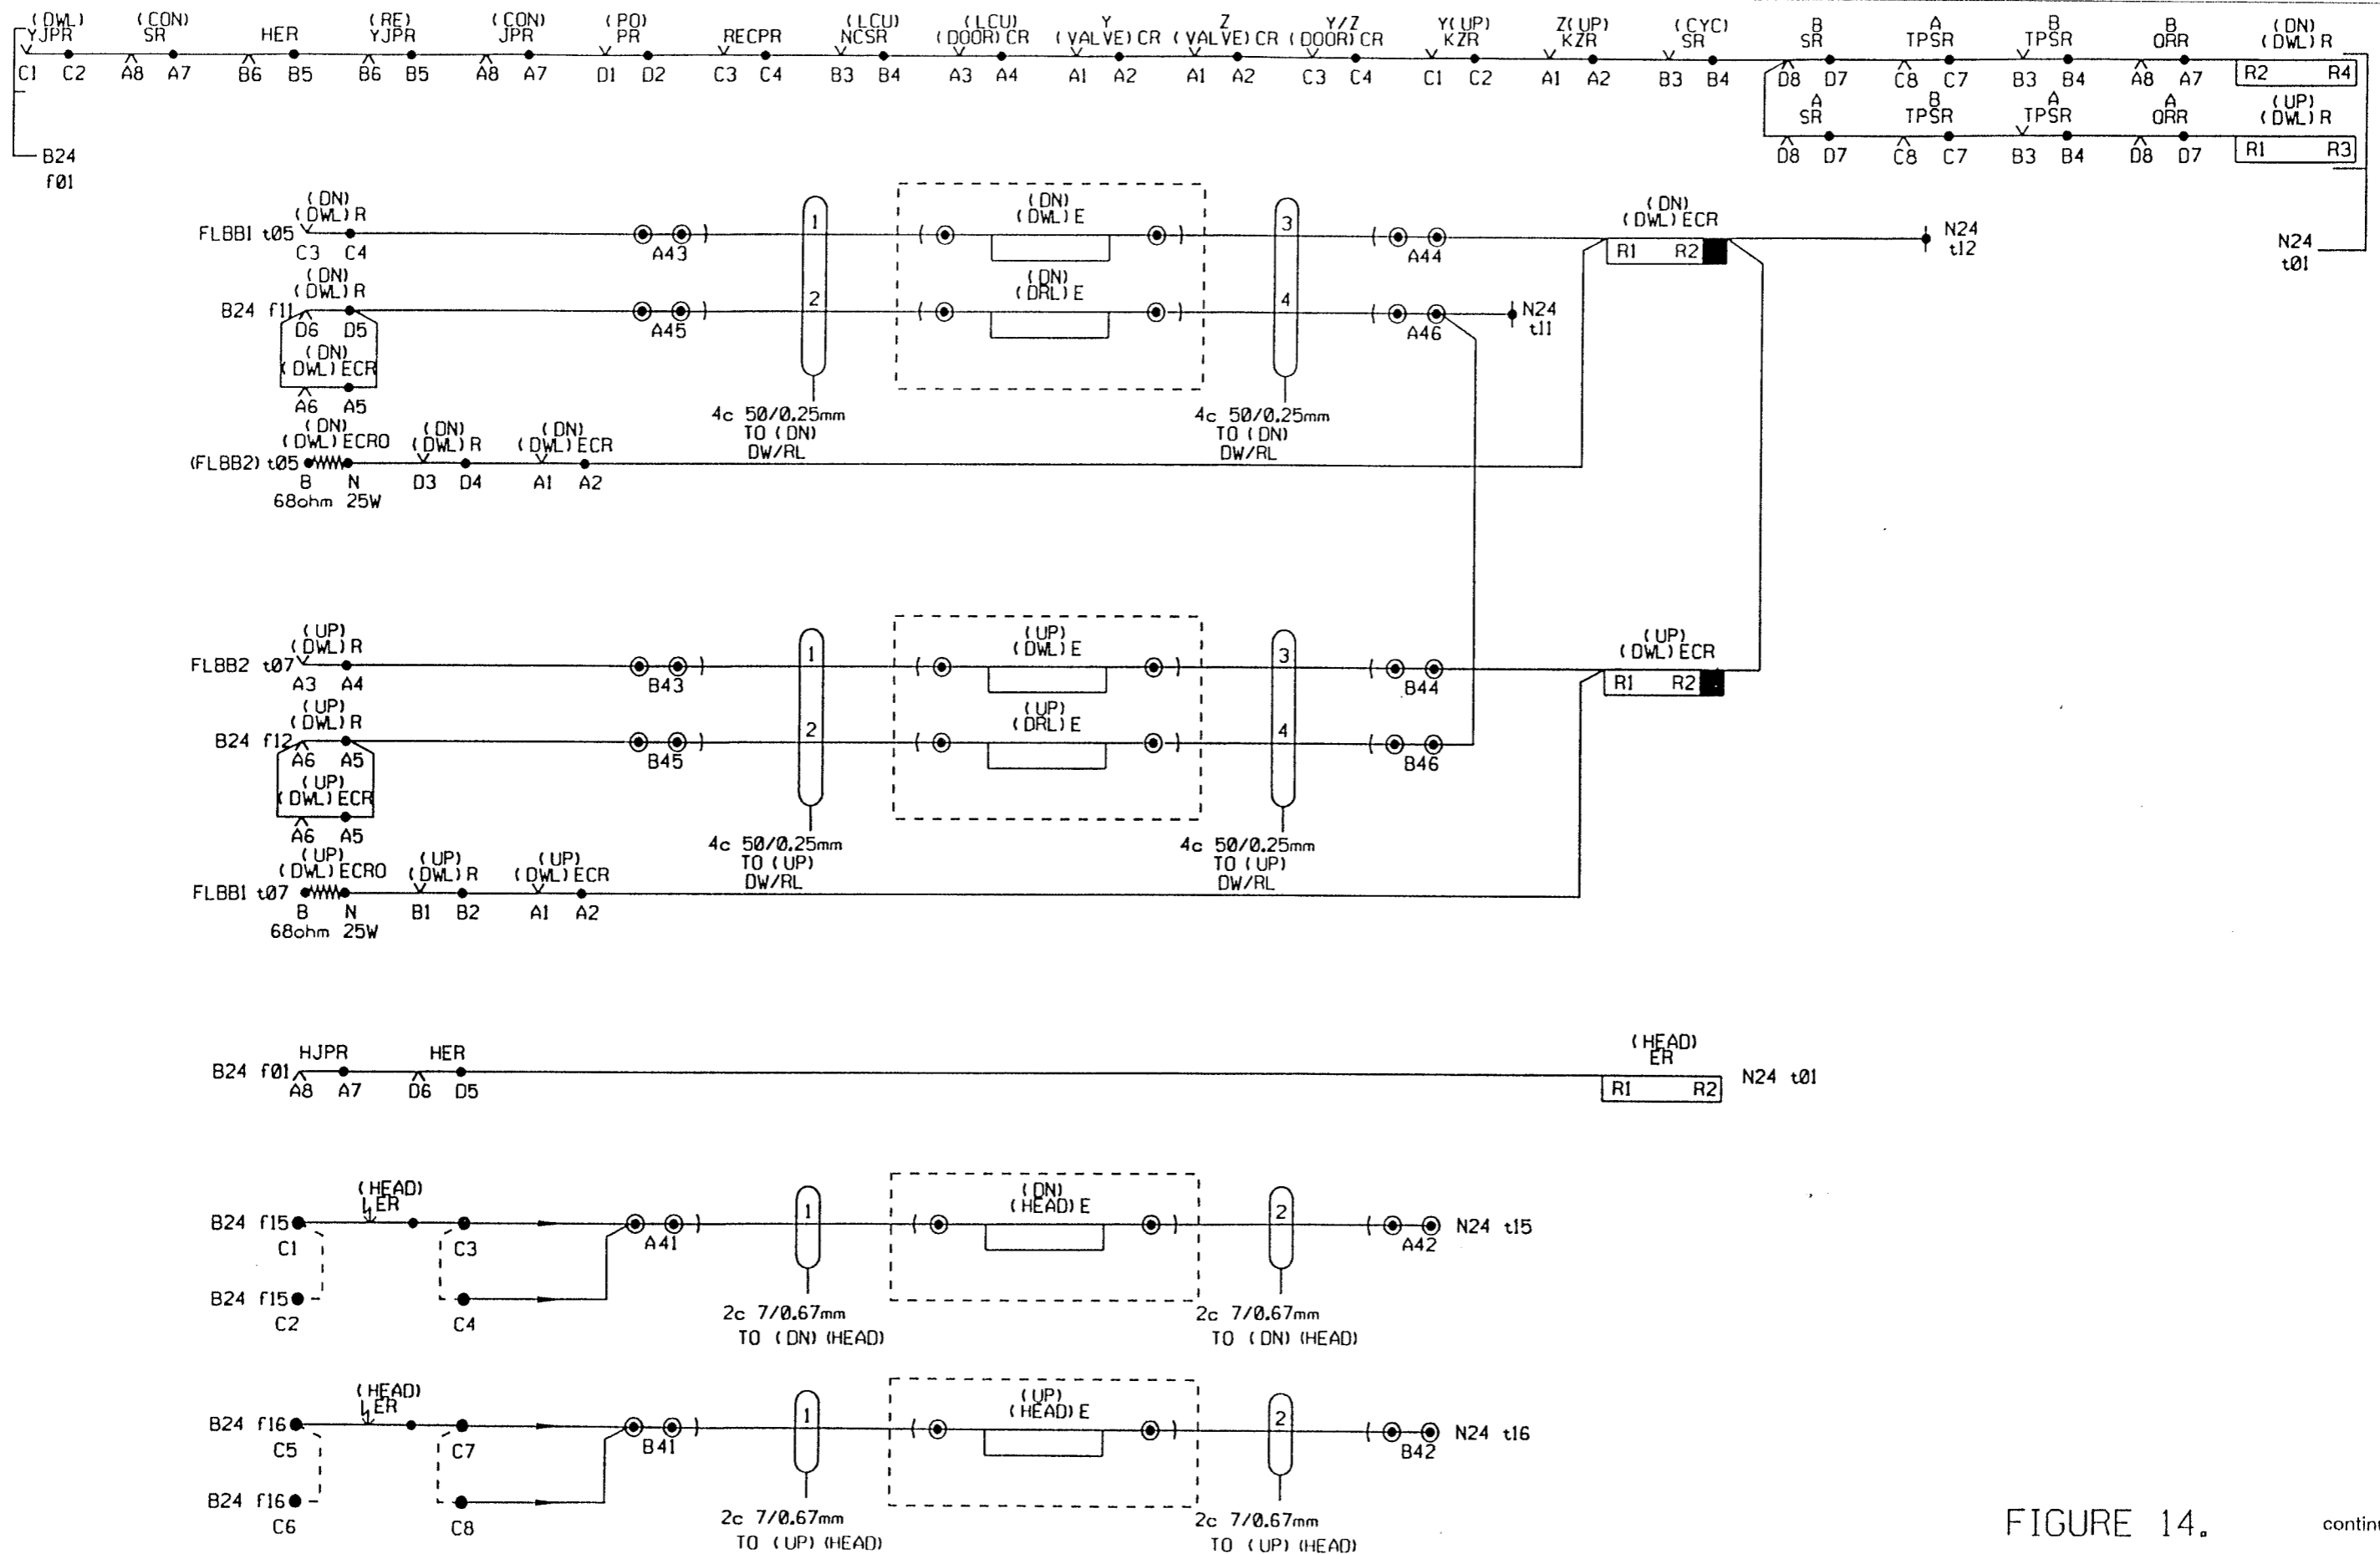 (DWL) (CON) (RE) (CON) (PO) (LCU) (LCU) Y Z Y/Z Y(UP) Z(UP) (CYC) B A B B (DN)
YJPR SR HER YJPR JPR PR RECPR NCSR (DOOR)CR (VALVE)CR (VALVE)CR (DOOR)CR KZR KZR SR SR TPSR TPSR ORR (DWL)R
C1 C2 A8 A7 B6 B5 B6 B5 A8 A7 D1 D2 C3 C4 B3 B4 A3 A4 A1 A2 A1 A2 C3 C4 C1 C2 A1 A2 B3 B4 D8 D7 C8 C7 B3 B4 A8 A7 R2 R4
A B A A (UP)
SR TPSR TPSR ORR (DWL)R
D8 D7 C8 C7 B3 B4 D8 D7 R1 R3
B24
f01
N24
t01
(DN) (DN) (DN)
(DWL)R 1 (DWL)E 3 (DWL)ECR
FLBB1 t05 N24
C3 C4 A43 A44 R1 R2 t12
(DN) (DN)
(DWL)R 2 (DRL)E 4
B24 f11 N24
D6 D5 A45 A46 t11
(DN)
(DWL)ECR
A6 A5
4c 50/0.25mm 4c 50/0.25mm
TO (DN) TO (DN)
DW/RL DW/RL
(DN) (DN) (DN)
(DWL)ECRO (DWL)R (DWL)ECR
(FLBB2) t05
B N D3 D4 A1 A2
68ohm 25W
(UP) (UP) (UP)
(DWL)R 1 (DWL)E 3 (DWL)ECR
FLBB2 t07
A3 A4 B43 B44 R1 R2
(UP) (UP)
(DWL)R 2 (DRL)E 4
B24 f12
A6 A5 B45 B46
(UP)
(DWL)ECR
A6 A5
4c 50/0.25mm 4c 50/0.25mm
TO (UP) TO (UP)
DW/RL DW/RL
(UP) (UP) (UP)
(DWL)ECRO (DWL)R (DWL)ECR
FLBB1 t07
B N B1 B2 A1 A2
68ohm 25W
HJPR HER (HEAD)
ER
B24 f01 N24 t01
A8 A7 D6 D5 R1 R2
(HEAD) (DN)
ER 1 (HEAD)E 2
B24 f15 N24 t15
C1 C3 A41 A42
B24 f15
C2 C4
2c 7/0.67mm 2c 7/0.67mm
TO (DN)(HEAD) TO (DN)(HEAD)
(HEAD) (UP)
ER 1 (HEAD)E 2
B24 f16 N24 t16
C5 C7 B41 B42
B24 f16
C6 C8
2c 7/0.67mm 2c 7/0.67mm
TO (UP)(HEAD) TO (UP)(HEAD)
FIGURE 14. continu